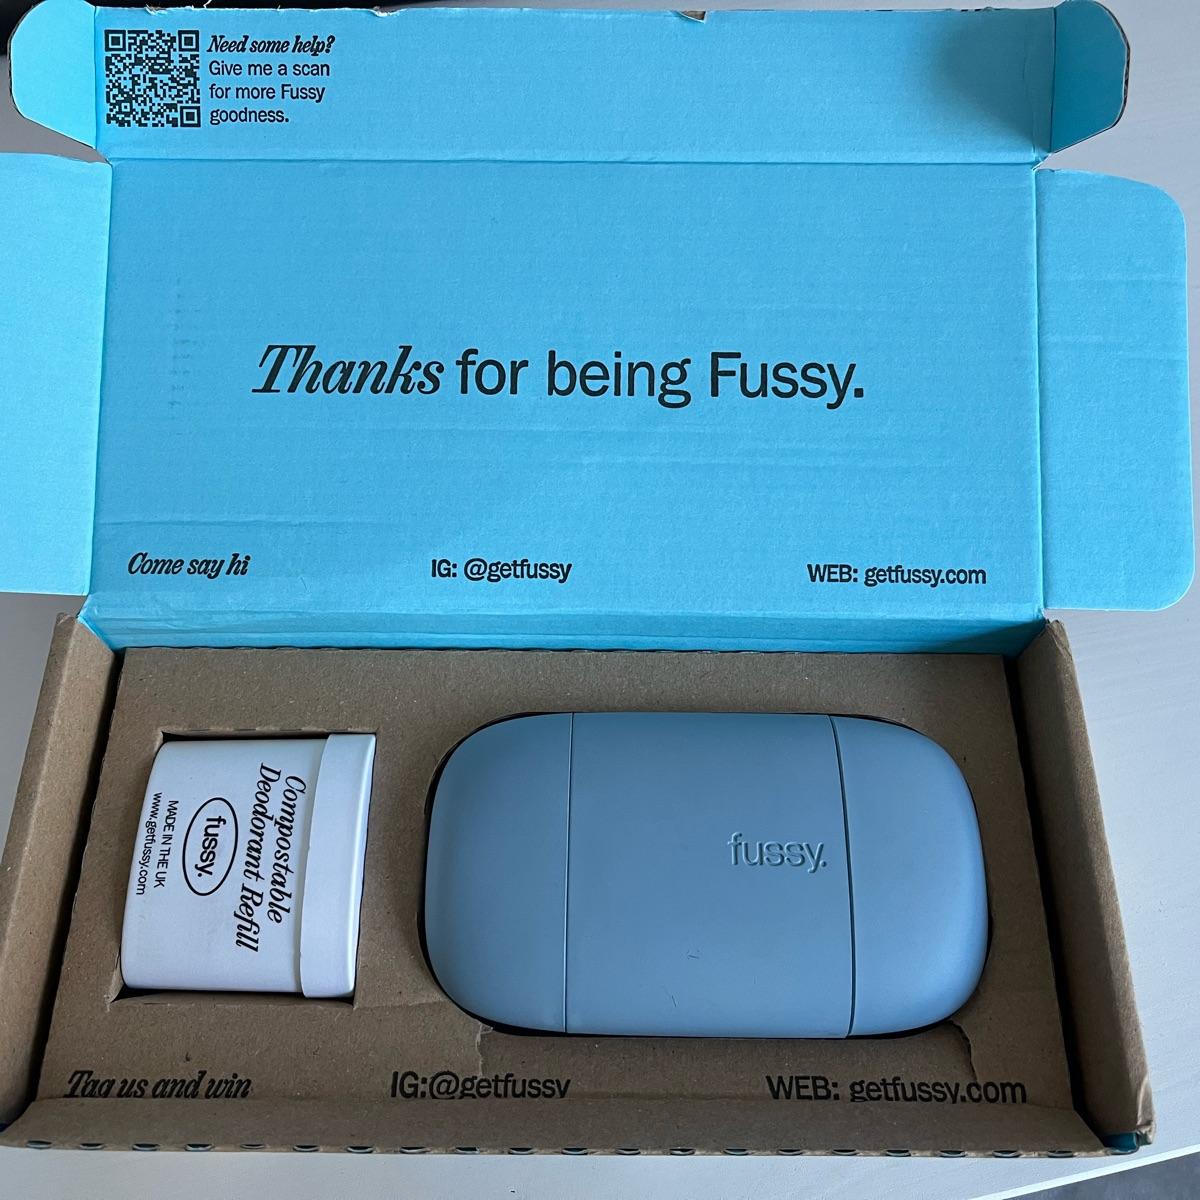 Need some help?
Give me a scan
for more Fussy
goodness.
Thanks for being Fussy.
Come say hi
IG: @getfussy
WEB: getfussy.com
Compostable
Deodorant Refill
fussy.
MADE IN THE UK
www.getfussy.com
fussy.
Tag us and win
IG:@getfussy
WEB: getfussy.com